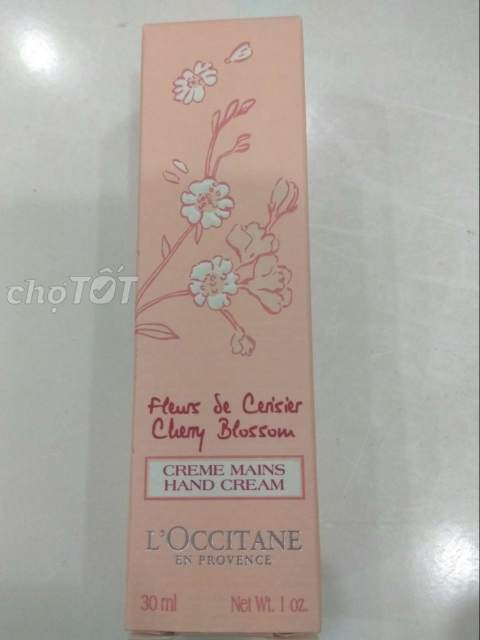 chợTỐT
Fleurs de Cerisier
Cherry Blossom
CREME MAINS
HAND CREAM
L'OCCITANE
EN PROVENCE
30 ml Net Wt. 1 oz.